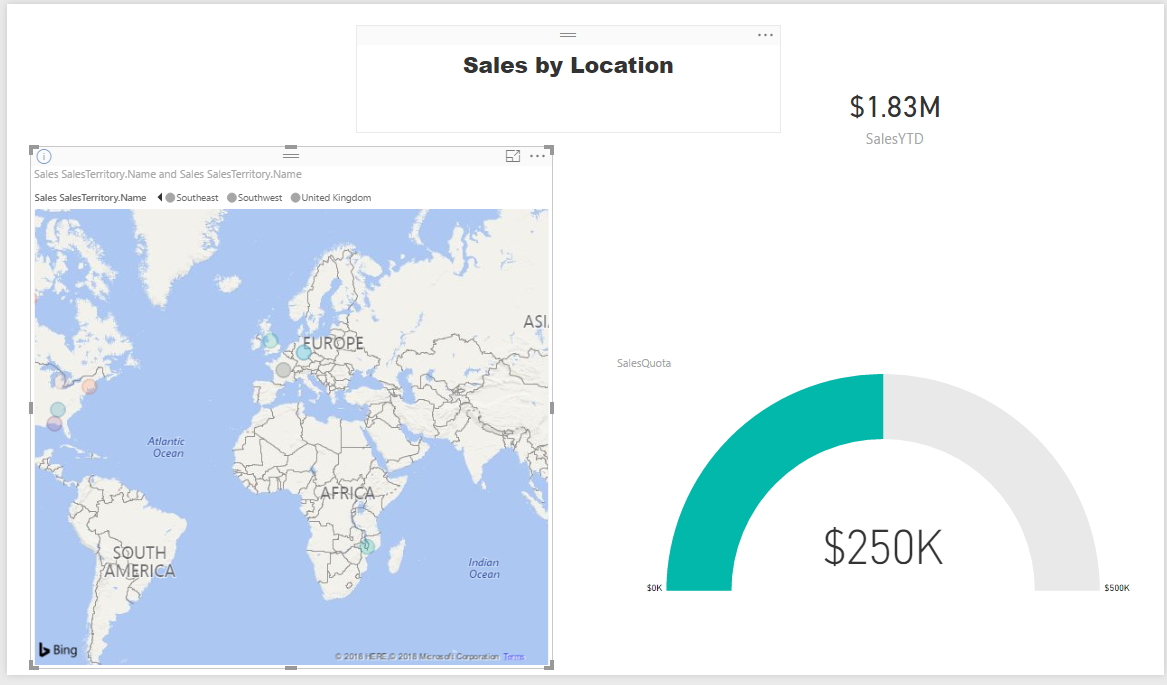 Sales by Location
$1.83M
SalesYTD
Sales SalesTerritory.Name and Sales SalesTerritory.Name
Sales SalesTerritory.Name Southeast Southwest United Kingdom
ASI
EUROPE
Atlantic
Ocean
AFRICA
SOUTH
AMERICA
Indian
Ocean
Bing
© 2018 HERE © 2018 Microsoft Corporation Terms
SalesQuota
$250K
$0K
$500K